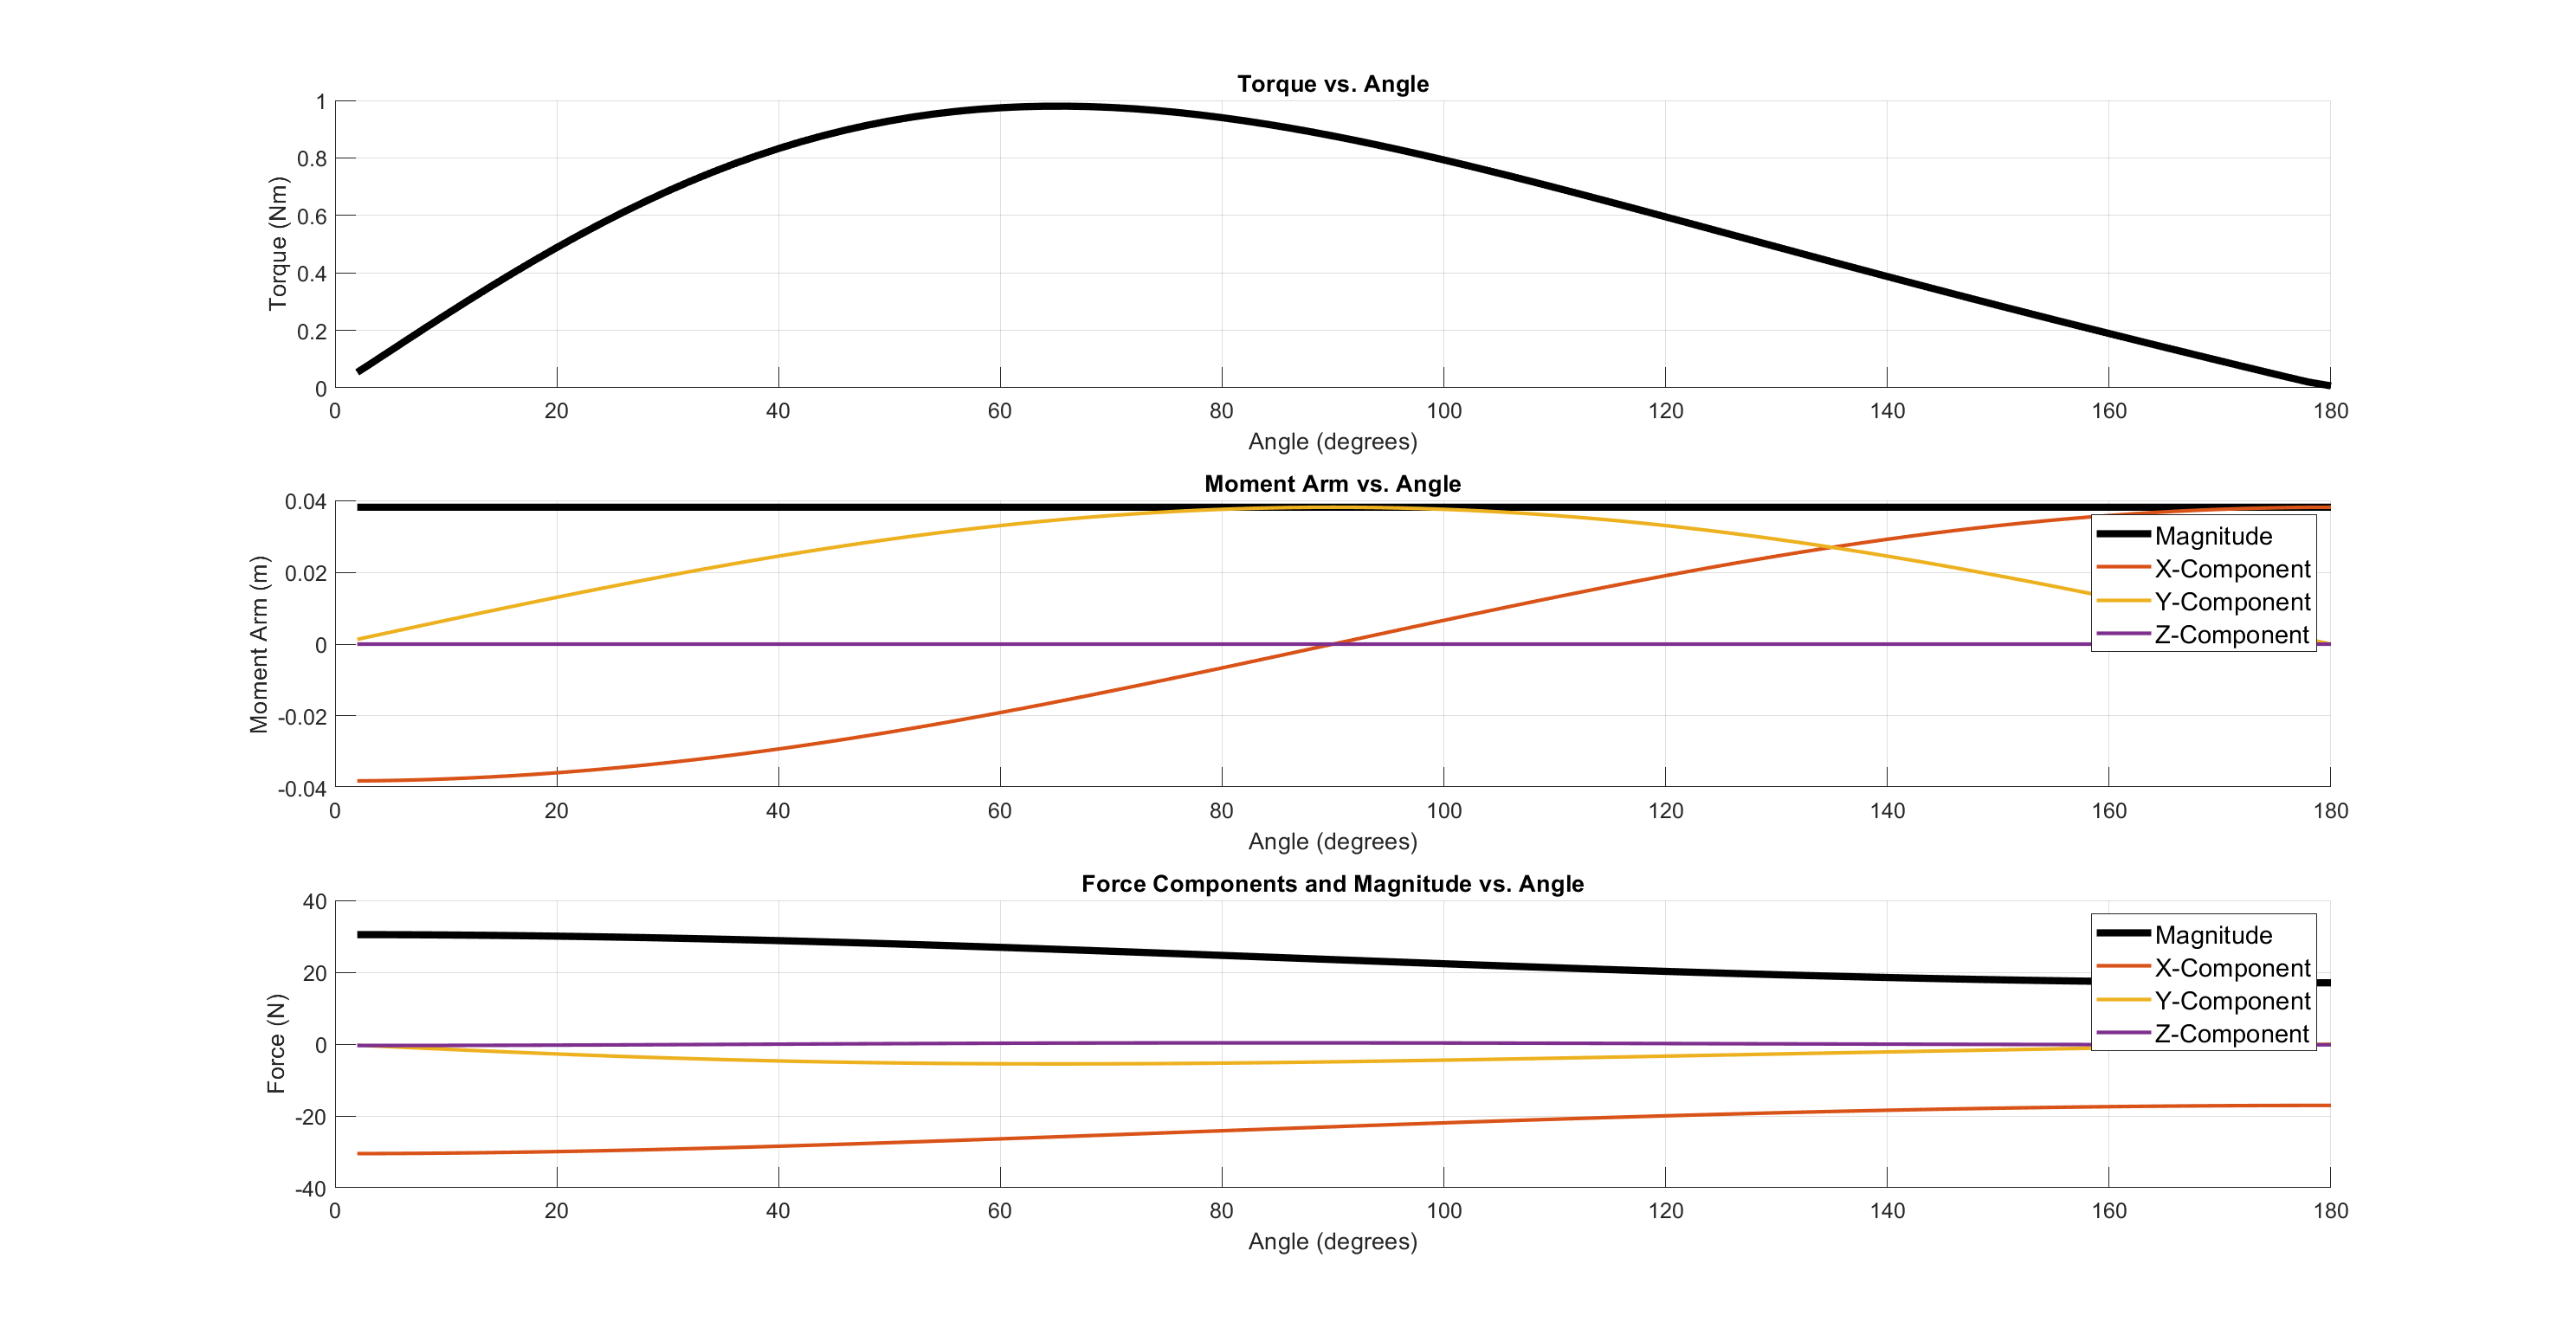 Torque vs. Angle
1
0.8
0.6
0.4
0.2
0
Torque (Nm)
0 20 40 60 80 100 120 140 160 180
Angle (degrees)
Moment Arm vs. Angle
0.04
0.02
0
-0.02
-0.04
Moment Arm (m)
Magnitude
X-Component
Y-Component
Z-Component
0 20 40 60 80 100 120 140 160 180
Angle (degrees)
Force Components and Magnitude vs. Angle
40
20
0
-20
-40
Force (N)
Magnitude
X-Component
Y-Component
Z-Component
0 20 40 60 80 100 120 140 160 180
Angle (degrees)